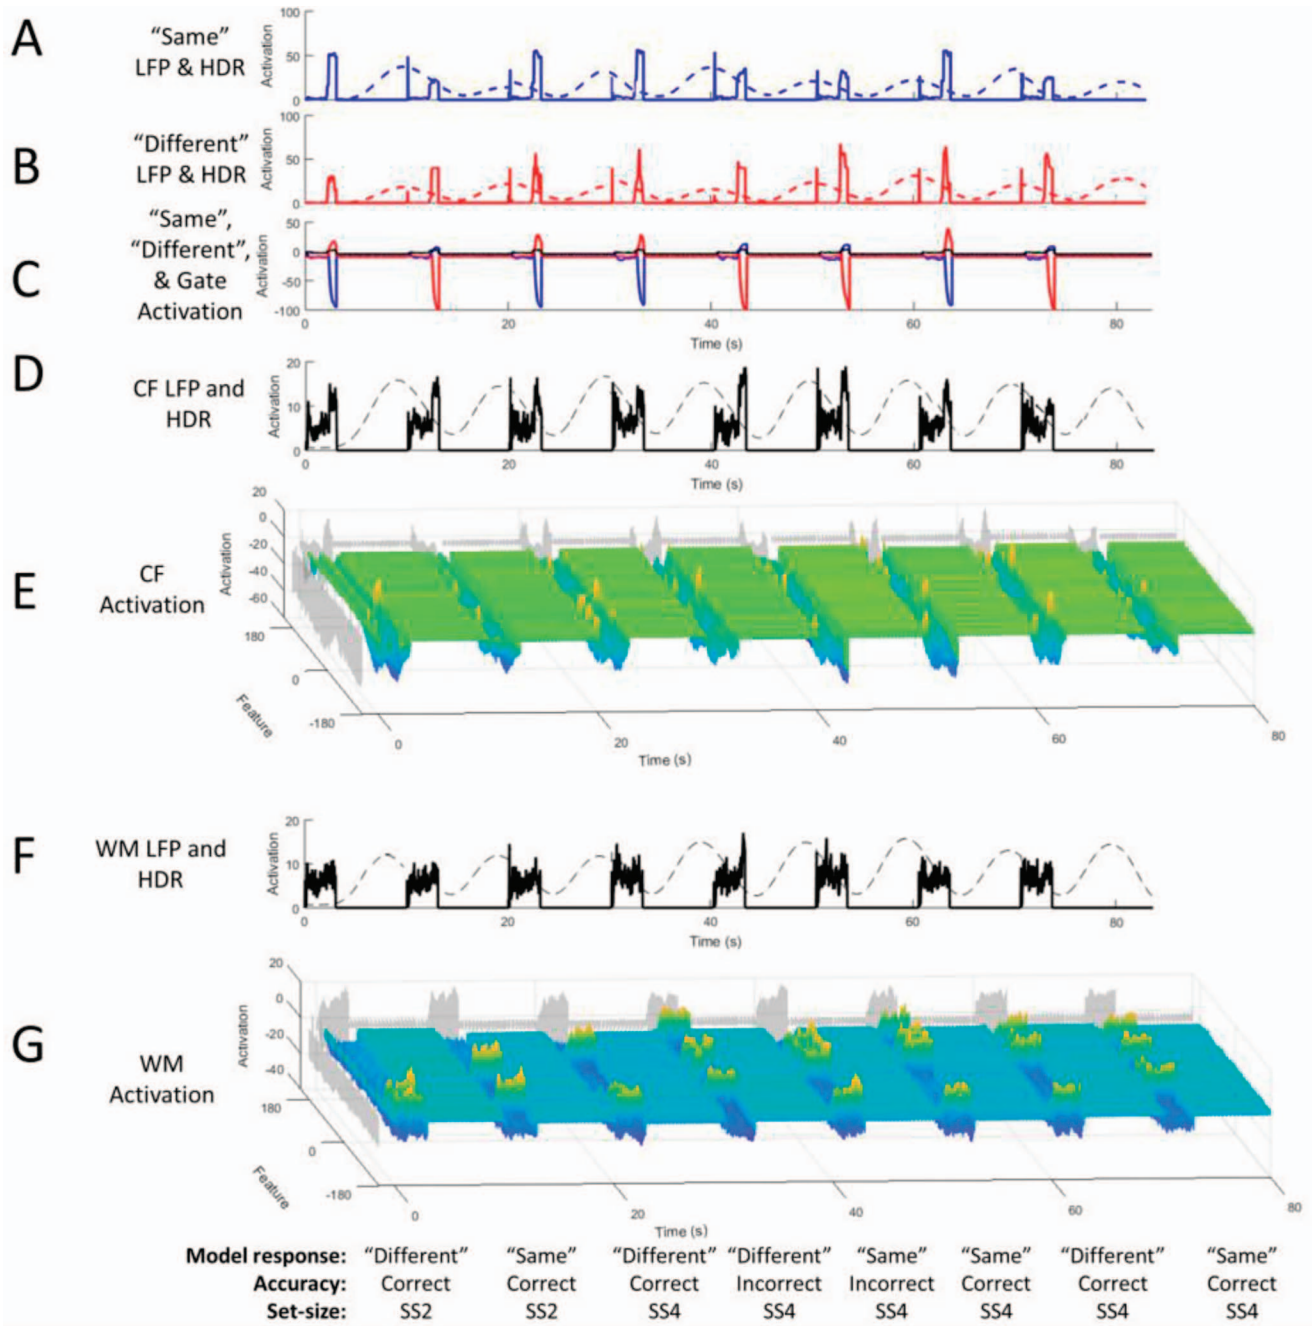 A
“Same”
LFP & HDR
Activation
100
50
0
B
“Different”
LFP & HDR
Activation
100
50
0
C
“Same”,
“Different”,
& Gate
Activation
Activation
50
0
-50
-100
0 20 40 60 80
Time (s)
D
CF LFP and
HDR
Activation
20
10
0
0 20 40 60 80
Time (s)
E
CF
Activation
Activation
20
0
-20
-40
-60
180
0
-180
Feature
0 20 40 60 80
Time (s)
F
WM LFP and
HDR
Activation
20
10
0
0 20 40 60 80
Time (s)
G
WM
Activation
Activation
20
0
-20
-40
180
0
-180
Feature
0 20 40 60 80
Time (s)
Model response: “Different” “Same” “Different” “Different” “Same” “Same” “Different” “Same”
Accuracy: Correct Correct Correct Incorrect Incorrect Correct Correct Correct
Set-size: SS2 SS2 SS4 SS4 SS4 SS4 SS4 SS4